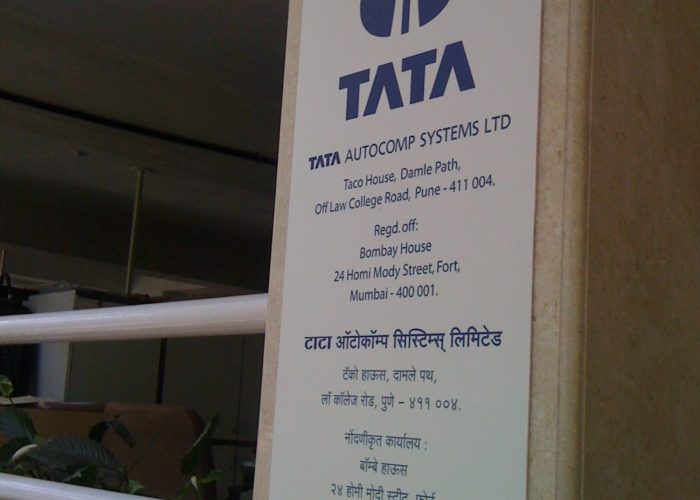 TATA
TATA AUTOCOMP SYSTEMS LTD
Taco House, Damle Path,
Off Law College Road, Pune - 411 004.
Regd. off:
Bombay House
24 Homi Mody Street, Fort,
Mumbai - 400 001.
टाटा ऑटोकॉम्प सिस्टिम्स् लिमिटेड
टॅको हाऊस, दामले पथ,
लॉ कॉलेज रोड, पुणे - ४११ ००४.
नोंदणीकृत कार्यालय :
बॉम्बे हाऊस
२४ होमी मोदी स्ट्रीट, फोर्ट,